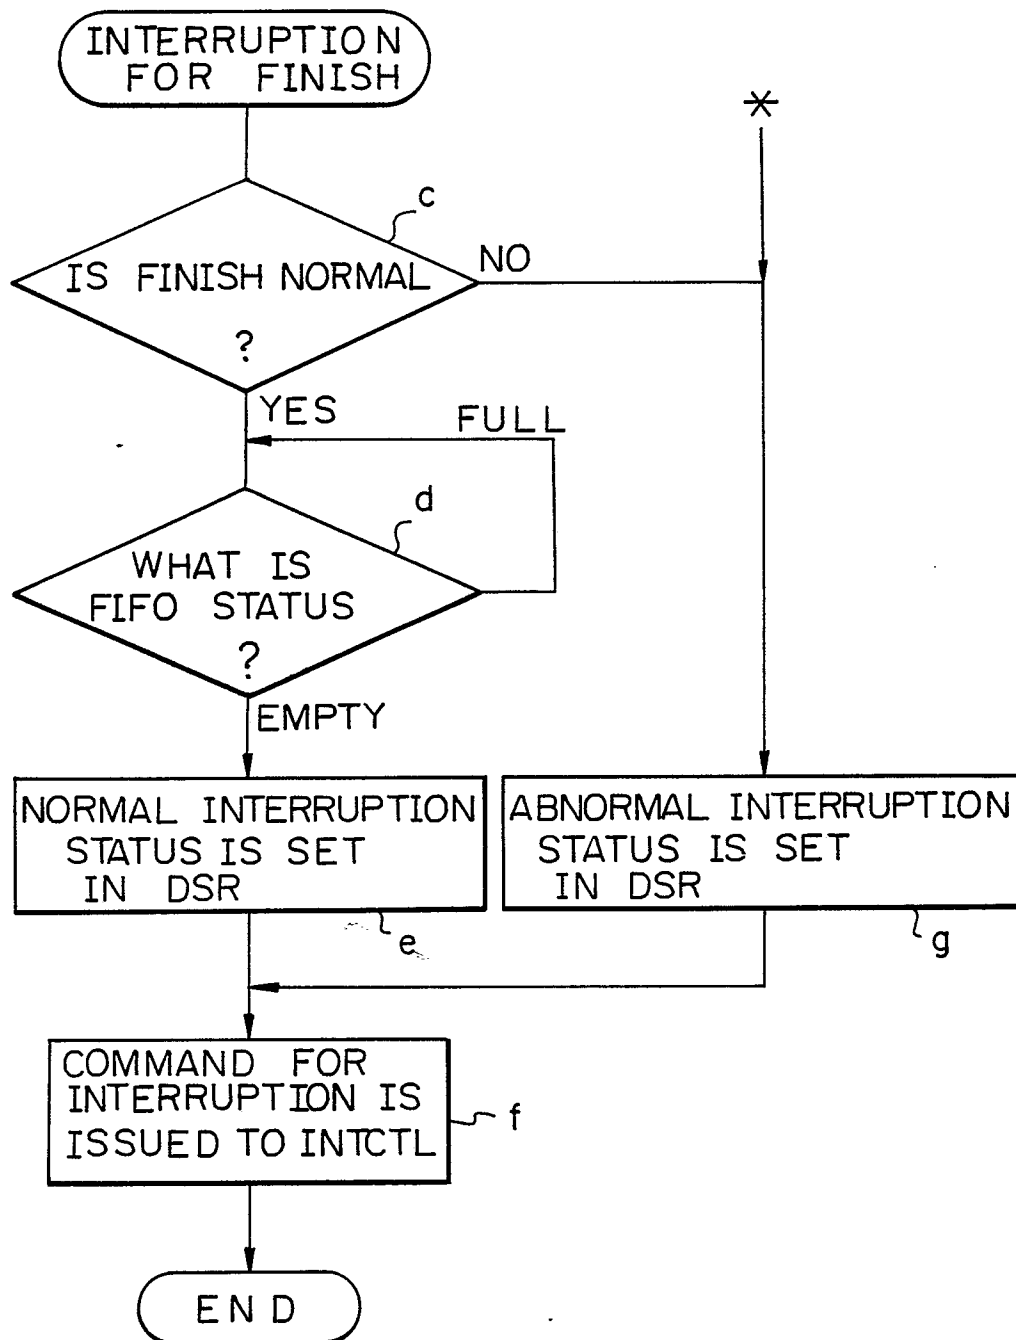 INTERRUPTION
FOR FINISH
*
c
IS FINISH NORMAL
?
NO
YES
FULL
d
WHAT IS
FIFO STATUS
?
EMPTY
NORMAL INTERRUPTION
STATUS IS SET
IN DSR
e
ABNORMAL INTERRUPTION
STATUS IS SET
IN DSR
g
COMMAND FOR
INTERRUPTION IS
ISSUED TO INTCTL
f
END